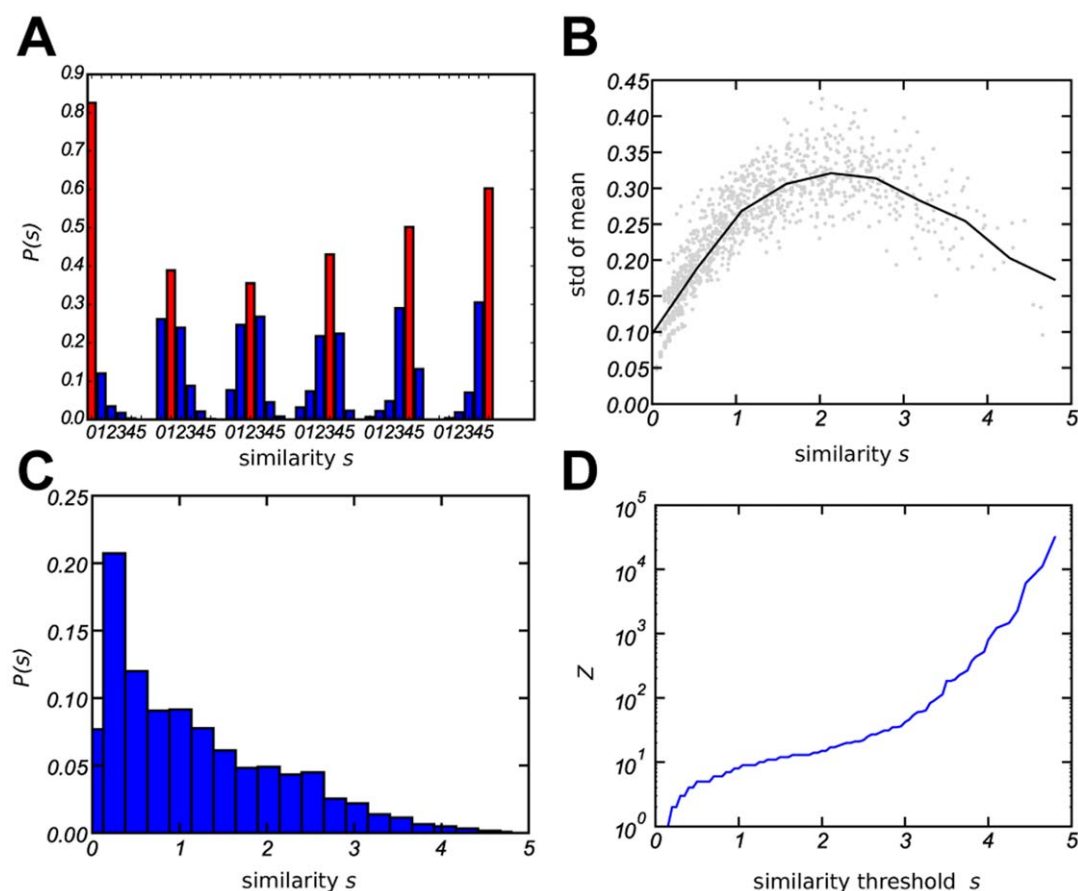 A
0.9
0.8
0.7
0.6
0.5
0.4
0.3
0.2
0.1
0.0
P(s)
012345 012345 012345 012345 012345 012345
similarity s
B
0.45
0.40
0.35
0.30
0.25
0.20
0.15
0.10
0.05
0.00
std of mean
0 1 2 3 4 5
similarity s
C
0.25
0.20
0.15
0.10
0.05
0.00
P(s)
0 1 2 3 4 5
similarity s
D
10^5
10^4
10^3
10^2
10^1
10^0
Z
0 1 2 3 4 5
similarity threshold s